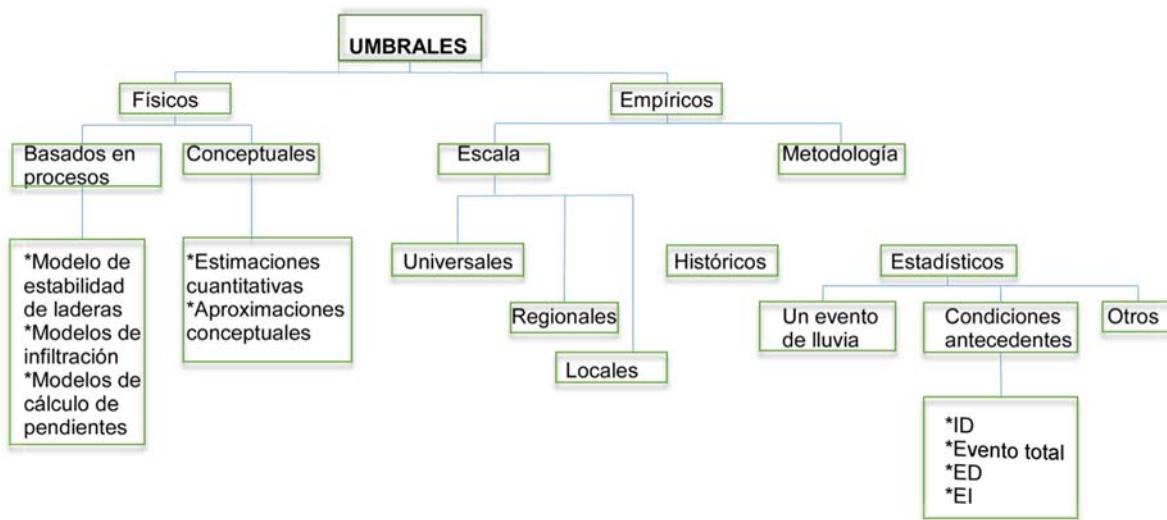 UMBRALES
Físicos
Empíricos
Basados en
procesos
Conceptuales
Escala
Metodología
*Modelo de
estabilidad
de laderas
*Modelos de
infiltración
*Modelos de
cálculo de
pendientes
*Estimaciones
cuantitativas
*Aproximaciones
conceptuales
Universales
Regionales
Locales
Históricos
Estadísticos
Un evento
de lluvia
Condiciones
antecedentes
Otros
*ID
*Evento total
*ED
*EI